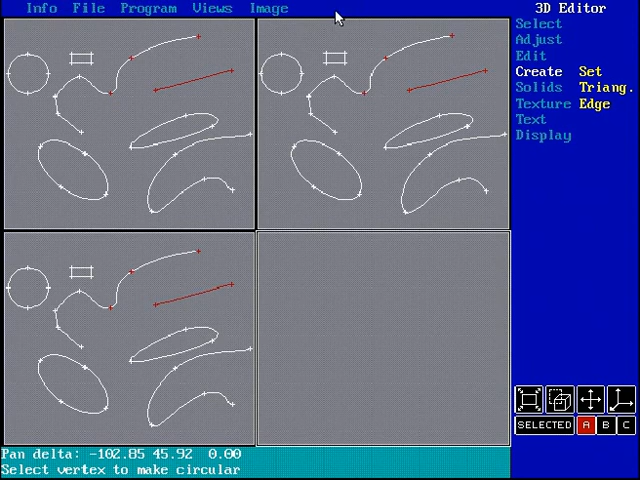 Info File Program Views Image 3D Editor
Select
Adjust
Edit
Create Set
Solids Triang.
Texture Edge
Text
Display
SELECTED A B C
Pan delta: -102.85 45.92 0.00
Select vertex to make circular